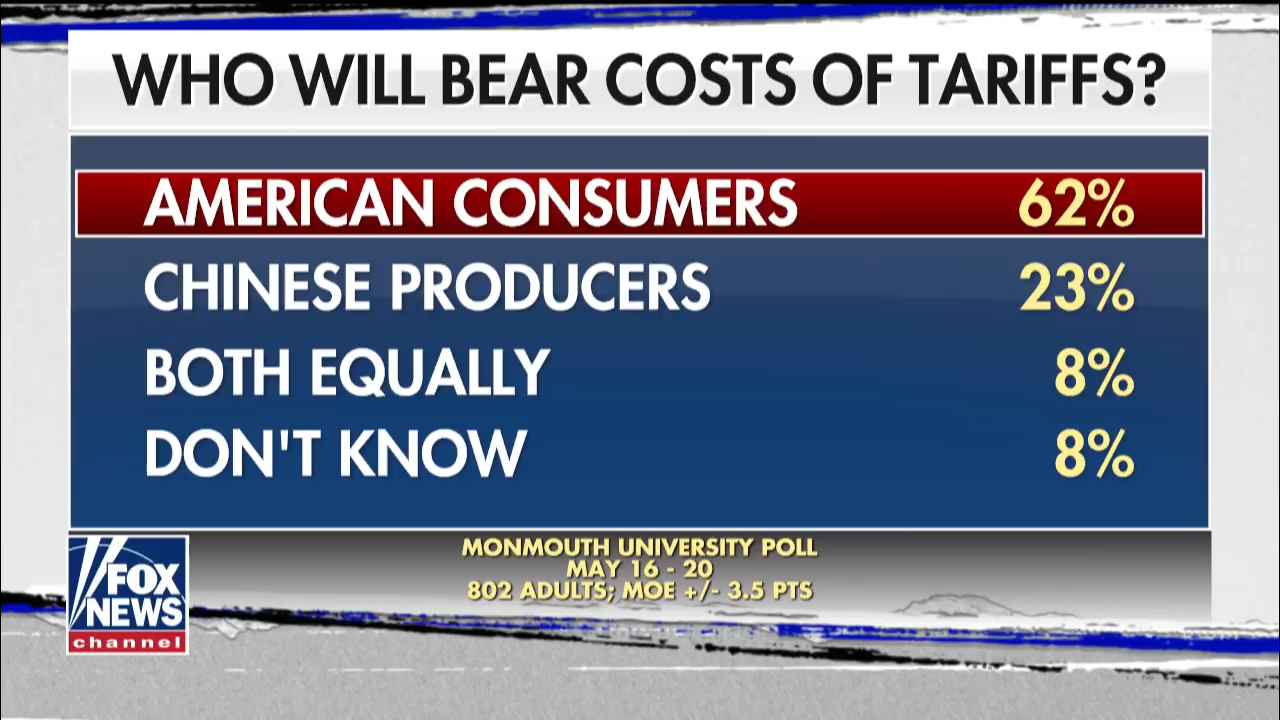 WHO WILL BEAR COSTS OF TARIFFS?
AMERICAN CONSUMERS 62%
CHINESE PRODUCERS 23%
BOTH EQUALLY 8%
DON'T KNOW 8%
MONMOUTH UNIVERSITY POLL
MAY 16 - 20
802 ADULTS; MOE +/- 3.5 PTS
FOX
NEWS
channel